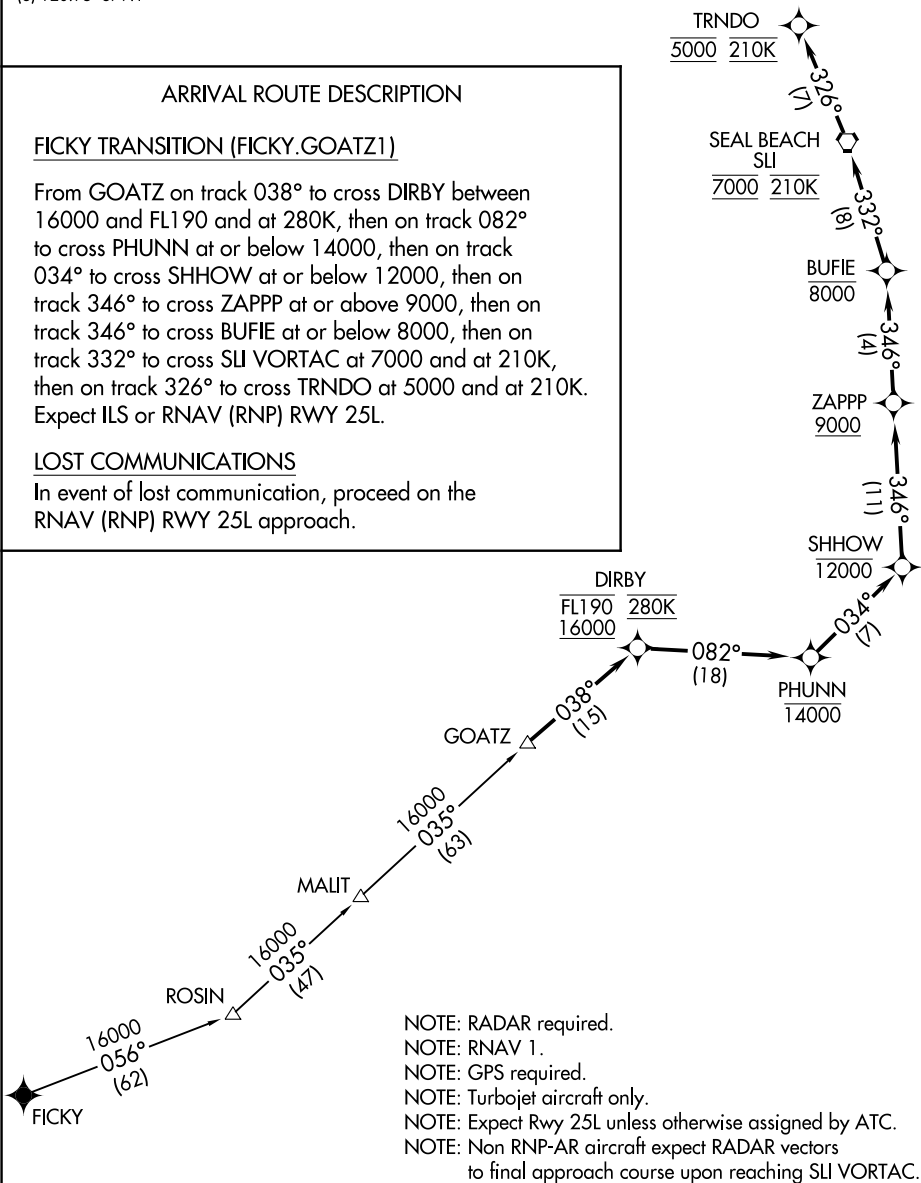 TRNDO
5000 210K
326°
(7)
SEAL BEACH
SLI
7000 210K
332°
(8)
BUFIE
8000
346°
(4)
ZAPPP
9000
346°
(11)
SHHOW
12000
034°
(7)
ARRIVAL ROUTE DESCRIPTION
FICKY TRANSITION (FICKY.GOATZ1)
From GOATZ on track 038° to cross DIRBY between
16000 and FL190 and at 280K, then on track 082°
to cross PHUNN at or below 14000, then on track
034° to cross SHHOW at or below 12000, then on
track 346° to cross ZAPPP at or above 9000, then on
track 346° to cross BUFIE at or below 8000, then on
track 332° to cross SLI VORTAC at 7000 and at 210K,
then on track 326° to cross TRNDO at 5000 and at 210K.
Expect ILS or RNAV (RNP) RWY 25L.
LOST COMMUNICATIONS
In event of lost communication, proceed on the
RNAV (RNP) RWY 25L approach.
DIRBY
FL190 280K
16000
082°
(18)
PHUNN
14000
038°
(15)
GOATZ
16000
035°
(63)
MALIT
16000
035°
(47)
ROSIN
16000
056°
(62)
FICKY
NOTE: RADAR required.
NOTE: RNAV 1.
NOTE: GPS required.
NOTE: Turbojet aircraft only.
NOTE: Expect Rwy 25L unless otherwise assigned by ATC.
NOTE: Non RNP-AR aircraft expect RADAR vectors
to final approach course upon reaching SLI VORTAC.